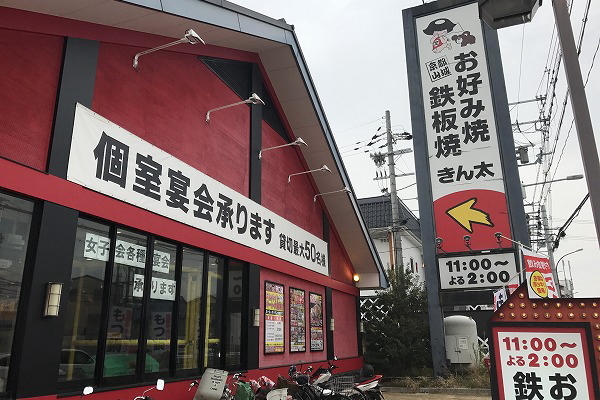 個室宴会承ります 貸切最大50名様
女子会各種宴会
承ります
京都
山城
お好み焼
鉄板焼
きん太
11:00〜
よる2:00
11:00〜
よる2:00
お
鉄